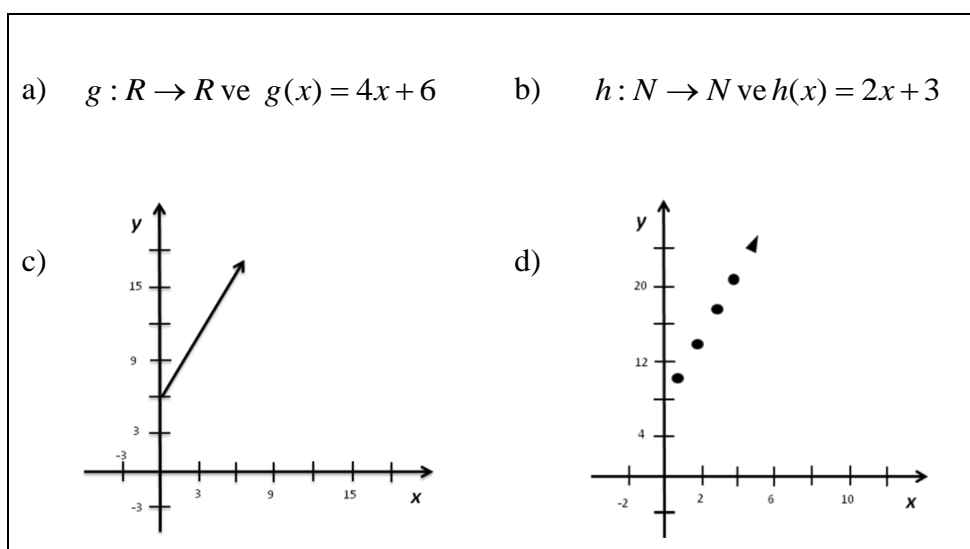 a) g : R → R ve g(x) = 4x + 6
b) h : N → N ve h(x) = 2x + 3
c)
y
15
9
3
-3
-3
3
9
15
x
d)
y
20
12
4
-2
2
6
10
x